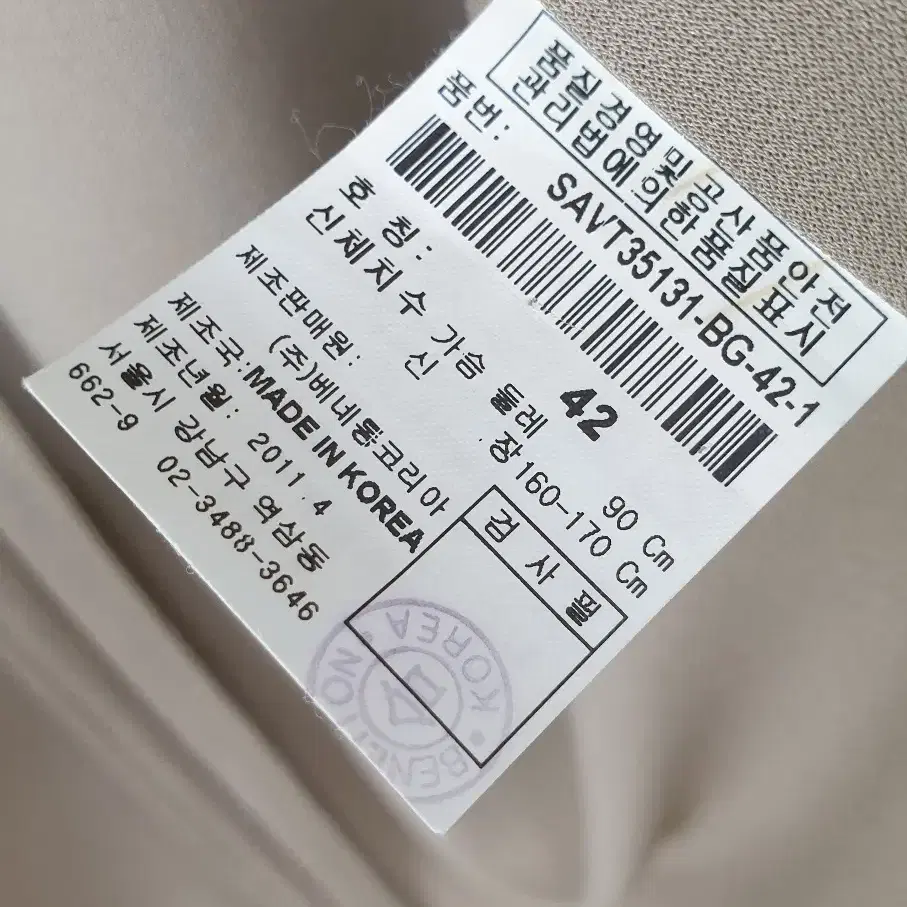 품질경영및공산품안전
관리법에의한품질표시
품번:
SAVT35131-BG-42-1
호 칭: 42
신체치수 가슴 둘레 90 Cm
신 장 160-170 Cm
제조판매원:
(주)베네통코리아
제조국:MADE IN KOREA
제조년월: 2011. 4
서울시 강남구 역삼동
662-9
02-3488-3646
검 사 필
BENETTON KOREA